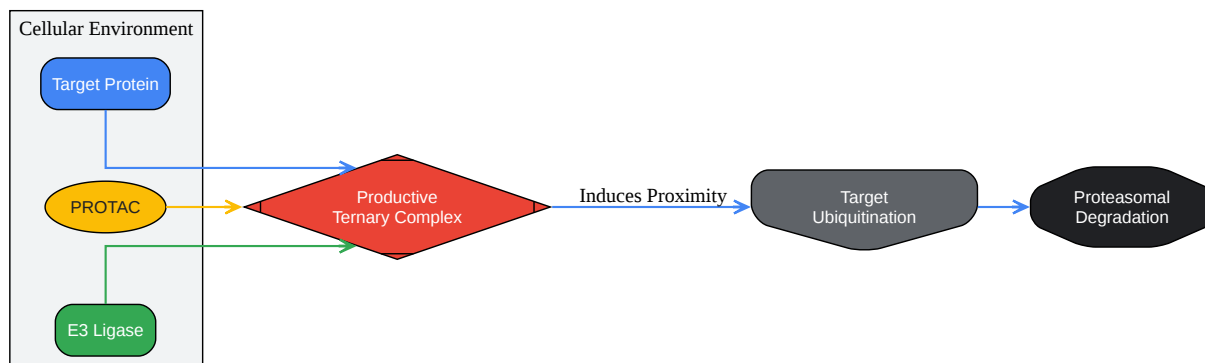 Cellular Environment
Target Protein
PROTAC
E3 Ligase
Productive
Ternary Complex
Induces Proximity
Target
Ubiquitination
Proteasomal
Degradation